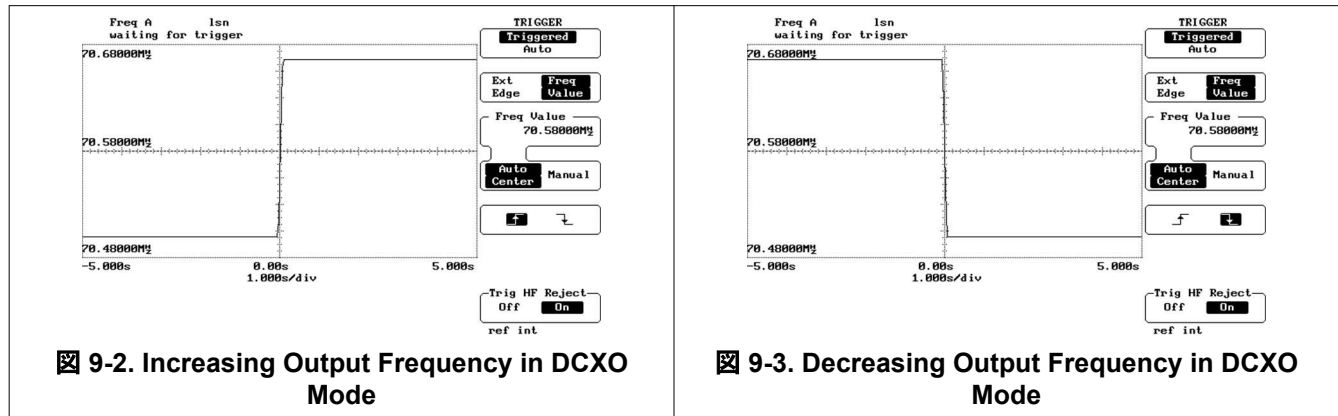 Freq A 1sn
waiting for trigger
70.68000MHz
70.58000MHz
70.48000MHz
-5.000s 0.00s 5.000s
1.000s/div
TRIGGER
Triggered
Auto
Ext Freq
Edge Value
Freq Value
70.58000MHz
Auto Center Manual
Trig HF Reject
Off On
ref int
図 9-2. Increasing Output Frequency in DCXO
Mode
Freq A 1sn
waiting for trigger
70.68000MHz
70.58000MHz
70.48000MHz
-5.000s 0.00s 5.000s
1.000s/div
TRIGGER
Triggered
Auto
Ext Freq
Edge Value
Freq Value
70.58000MHz
Auto Center Manual
Trig HF Reject
Off On
ref int
図 9-3. Decreasing Output Frequency in DCXO
Mode